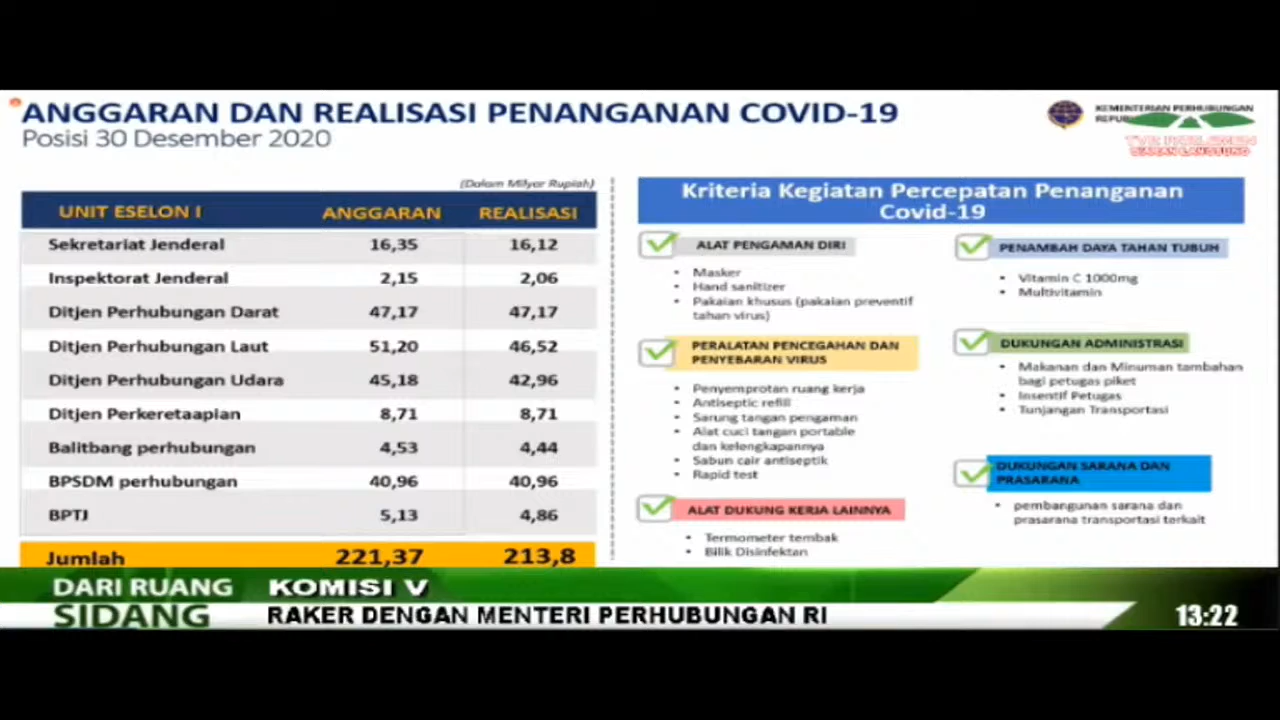 ANGGARAN DAN REALISASI PENANGANAN COVID-19
Posisi 30 Desember 2020
KEMENTERIAN PERHUBUNGAN
(Dalam Milyar Rupiah)
UNIT ESELON I ANGGARAN REALISASI
Sekretariat Jenderal 16,35 16,12
Inspektorat Jenderal 2,15 2,06
Ditjen Perhubungan Darat 47,17 47,17
Ditjen Perhubungan Laut 51,20 46,52
Ditjen Perhubungan Udara 45,18 42,96
Ditjen Perkeretaapian 8,71 8,71
Balitbang perhubungan 4,53 4,44
BPSDM perhubungan 40,96 40,96
BPTJ 5,13 4,86
Jumlah 221,37 213,8
Kriteria Kegiatan Percepatan Penanganan
Covid-19
ALAT PENGAMAN DIRI
• Masker
• Hand sanitizer
• Pakaian khusus (pakaian preventif
tahan virus)
PERALATAN PENCEGAHAN DAN
PENYEBARAN VIRUS
• Penyemprotan ruang kerja
• Antiseptic refill
• Sarung tangan pengaman
• Alat cuci tangan portable
dan kelengkapannya
• Sabun cair antiseptik
• Rapid test
ALAT DUKUNG KERJA LAINNYA
• Termometer tembak
• Bilik Disinfektan
PENAMBAH DAYA TAHAN TUBUH
• Vitamin C 1000mg
• Multivitamin
DUKUNGAN ADMINISTRASI
• Makanan dan Minuman tambahan
bagi petugas piket
• Insentif Petugas
• Tunjangan Transportasi
DUKUNGAN SARANA DAN
PRASARANA
• pembangunan sarana dan
prasarana transportasi terkait
TVR PARLEMEN
SIARAN LANGSUNG
DARI RUANG
SIDANG
KOMISI V
RAKER DENGAN MENTERI PERHUBUNGAN RI
13:22